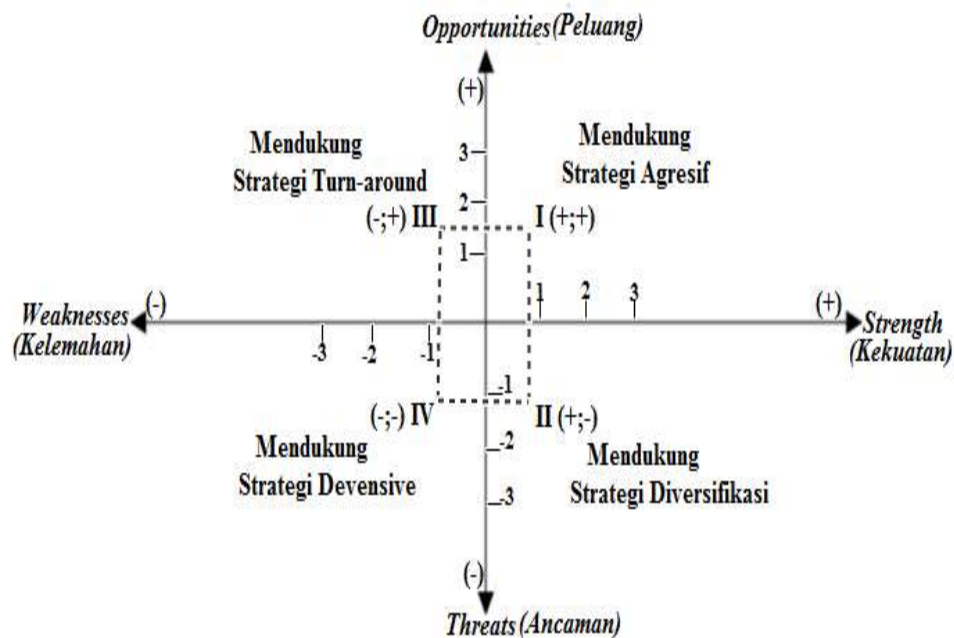 Opportunities (Peluang)
(+)
Mendukung
Strategi Turn-around
Mendukung
Strategi Agresif
3
2
1
(-;+) III
I (+;+)
Weaknesses
(Kelemahan)
(-)
-3
-2
-1
1
2
3
(+)
Strength
(Kekuatan)
-1
-2
-3
(-;-) IV
II (+;-)
Mendukung
Strategi Devensive
Mendukung
Strategi Diversifikasi
(-)
Threats (Ancaman)